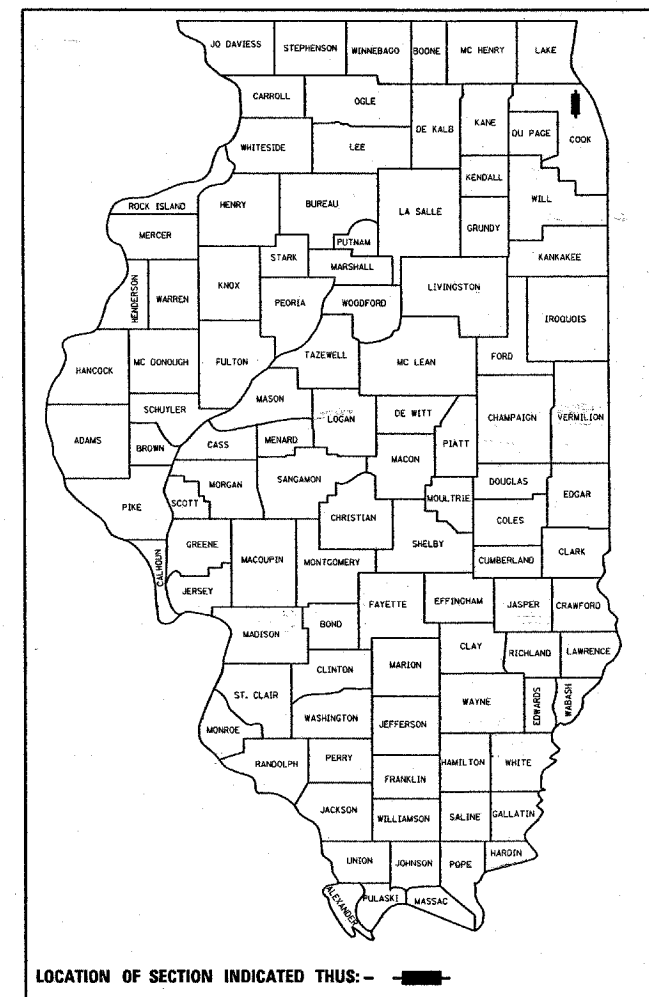 JO DAVIESS
STEPHENSON
WINNEBAGO
BOONE
MC HENRY
LAKE
CARROLL
OGLE
DE KALB
KANE
DU PAGE
COOK
WHITESIDE
LEE
KENDALL
WILL
ROCK ISLAND
HENRY
BUREAU
LA SALLE
GRUNDY
MERCER
PUTNAM
STARK
MARSHALL
KANKAKEE
HENDERSON
WARREN
KNOX
PEORIA
WOODFORD
LIVINGSTON
IROQUOIS
HANCOCK
MC DONOUGH
FULTON
TAZEWELL
MC LEAN
FORD
SCHUYLER
MASON
LOGAN
DE WITT
CHAMPAIGN
VERMILION
ADAMS
BROWN
CASS
MENARD
MACON
PIATT
PIKE
SCOTT
MORGAN
SANGAMON
CHRISTIAN
MOULTRIE
DOUGLAS
EDGAR
COLES
CALHOUN
GREENE
MACOUPIN
MONTGOMERY
SHELBY
CUMBERLAND
CLARK
JERSEY
FAYETTE
EFFINGHAM
JASPER
CRAWFORD
MADISON
BOND
CLAY
RICHLAND
LAWRENCE
CLINTON
MARION
ST. CLAIR
WAYNE
EDWARDS
WABASH
WASHINGTON
JEFFERSON
MONROE
RANDOLPH
PERRY
HAMILTON
WHITE
FRANKLIN
JACKSON
WILLIAMSON
SALINE
GALLATIN
UNION
JOHNSON
POPE
HARDIN
ALEXANDER
PULASKI
MASSAC
LOCATION OF SECTION INDICATED THUS: -